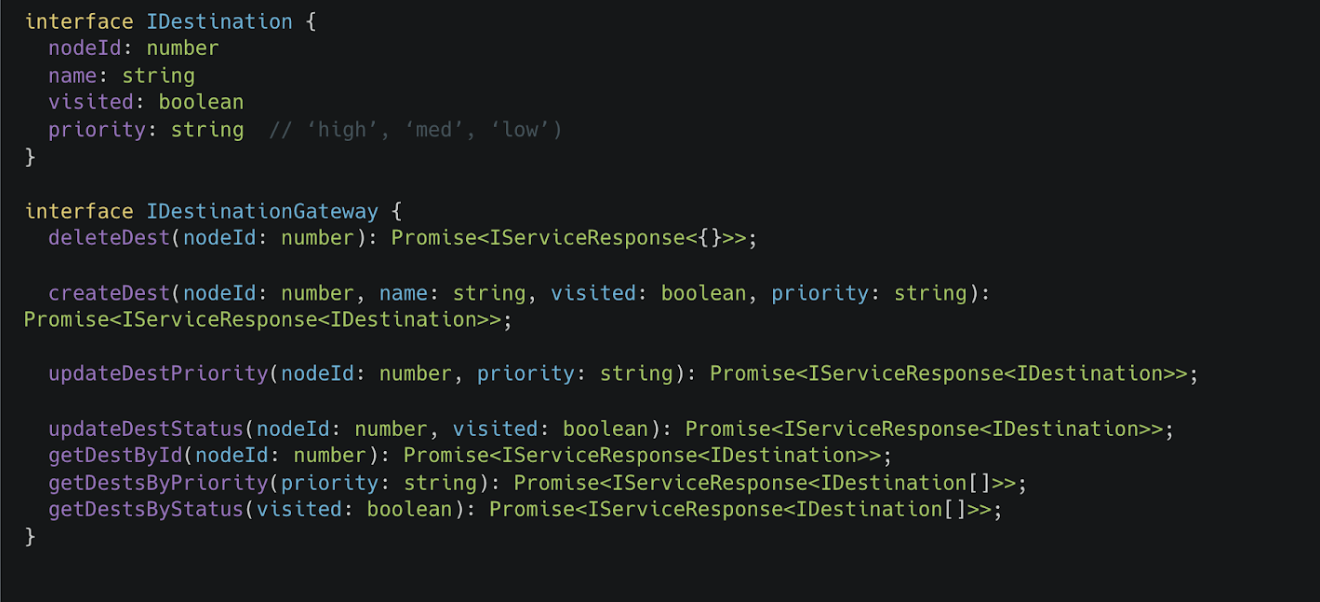 interface IDestination {
  nodeId: number
  name: string
  visited: boolean
  priority: string  // ‘high’, ‘med’, ‘low’)
}
interface IDestinationGateway {
  deleteDest(nodeId: number): Promise<IServiceResponse<{}>>;
  createDest(nodeId: number, name: string, visited: boolean, priority: string):
Promise<IServiceResponse<IDestination>>;
  updateDestPriority(nodeId: number, priority: string): Promise<IServiceResponse<IDestination>>;
  updateDestStatus(nodeId: number, visited: boolean): Promise<IServiceResponse<IDestination>>;
  getDestById(nodeId: number): Promise<IServiceResponse<IDestination>>;
  getDestsByPriority(priority: string): Promise<IServiceResponse<IDestination[]>>;
  getDestsByStatus(visited: boolean): Promise<IServiceResponse<IDestination[]>>;
}